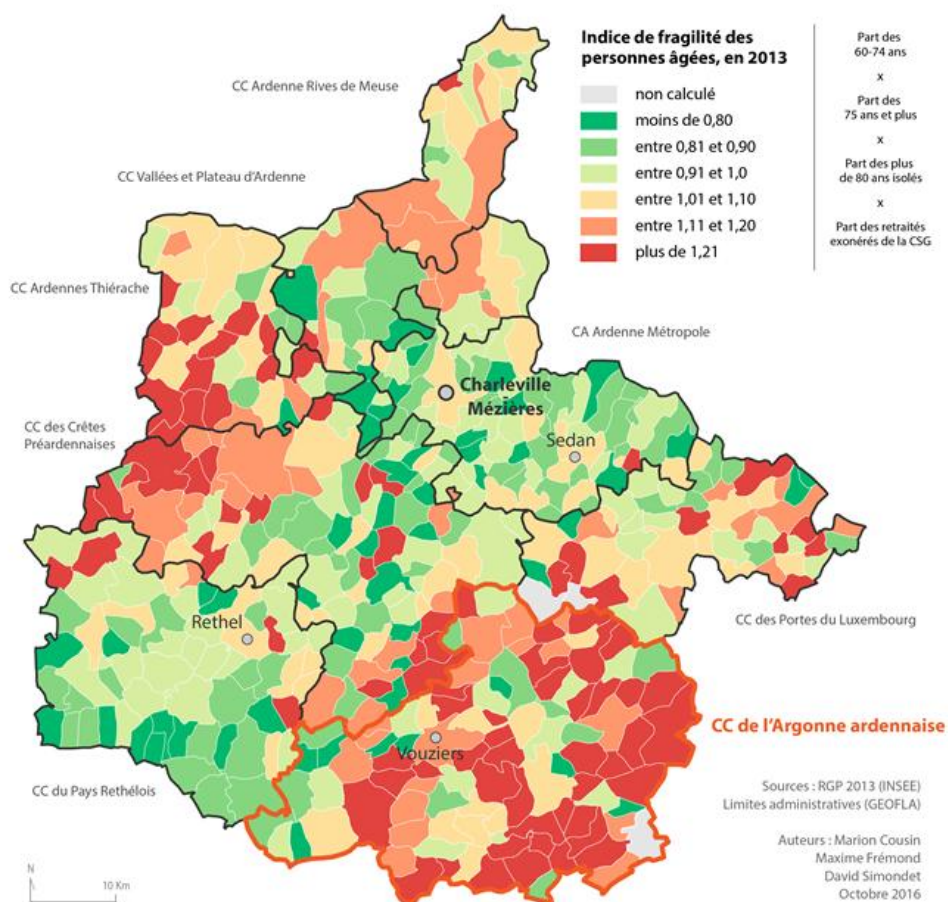 Indice de fragilité des
personnes âgées, en 2013
non calculé
moins de 0,80
entre 0,81 et 0,90
entre 0,91 et 1,0
entre 1,01 et 1,10
entre 1,11 et 1,20
plus de 1,21
Part des
60-74 ans
x
Part des
75 ans et plus
x
Part des plus
de 80 ans isolés
x
Part des retraités
exonérés de la CSG
CC Ardenne Rives de Meuse
CC Vallées et Plateau d'Ardenne
CC Ardennes Thiérache
CA Ardenne Métropole
Charleville
-
Mézières
CC des Crêtes
Préardennaises
Sedan
Rethel
CC des Portes du Luxembourg
CC de l'Argonne ardennaise
Vouziers
CC du Pays Rethélois
Sources : RGP 2013 (INSEE)
Limites administratives (GEOFLA)
Auteurs : Marion Cousin
Maxime Frémond
David Simondet
Octobre 2016
N
10 Km